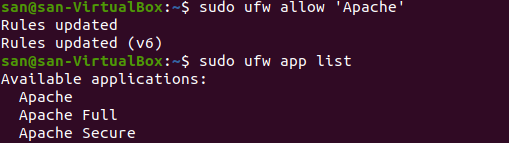 san@san-VirtualBox:~$ sudo ufw allow 'Apache'
Rules updated
Rules updated (v6)
san@san-VirtualBox:~$ sudo ufw app list
Available applications:
  Apache
  Apache Full
  Apache Secure